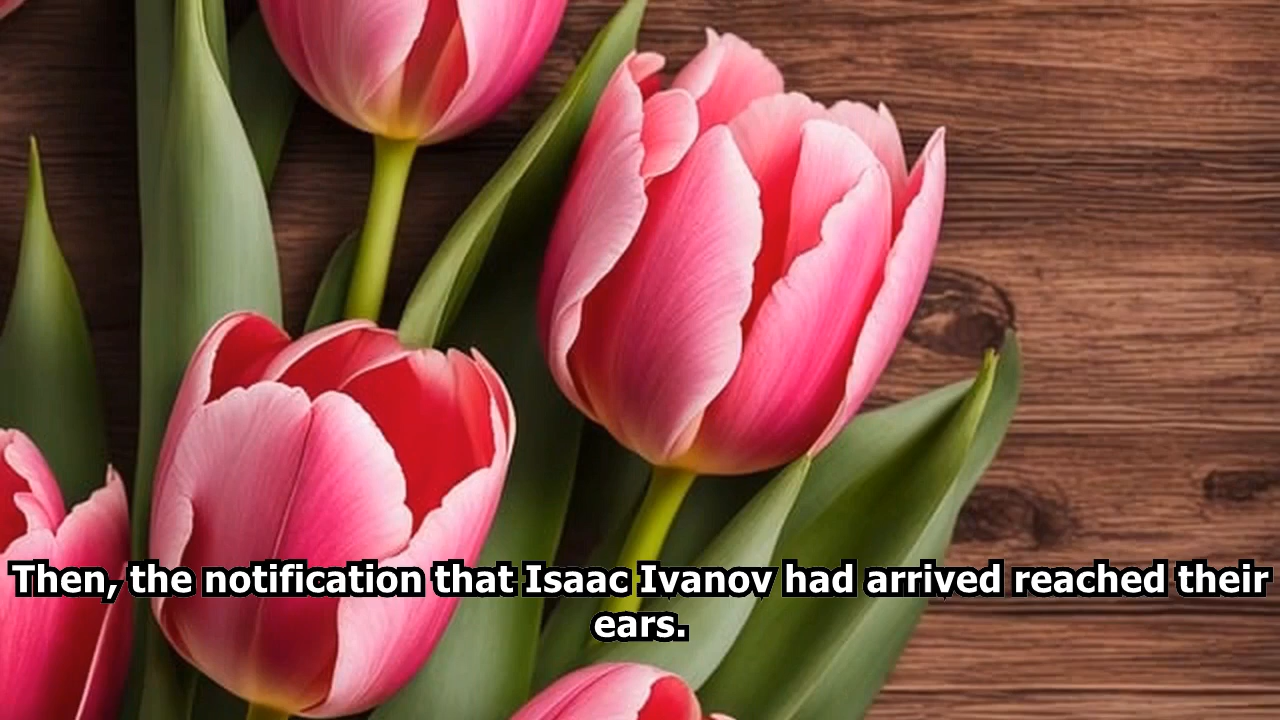 Then, the notification that Isaac Ivanov had arrived reached their
ears.